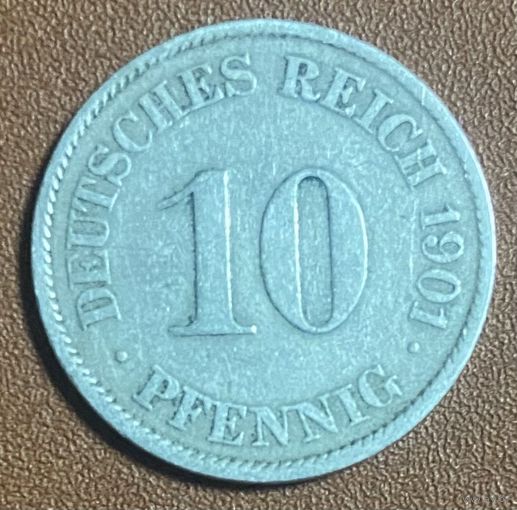 DEUTSCHES REICH 1901
10
· PFENNIG ·